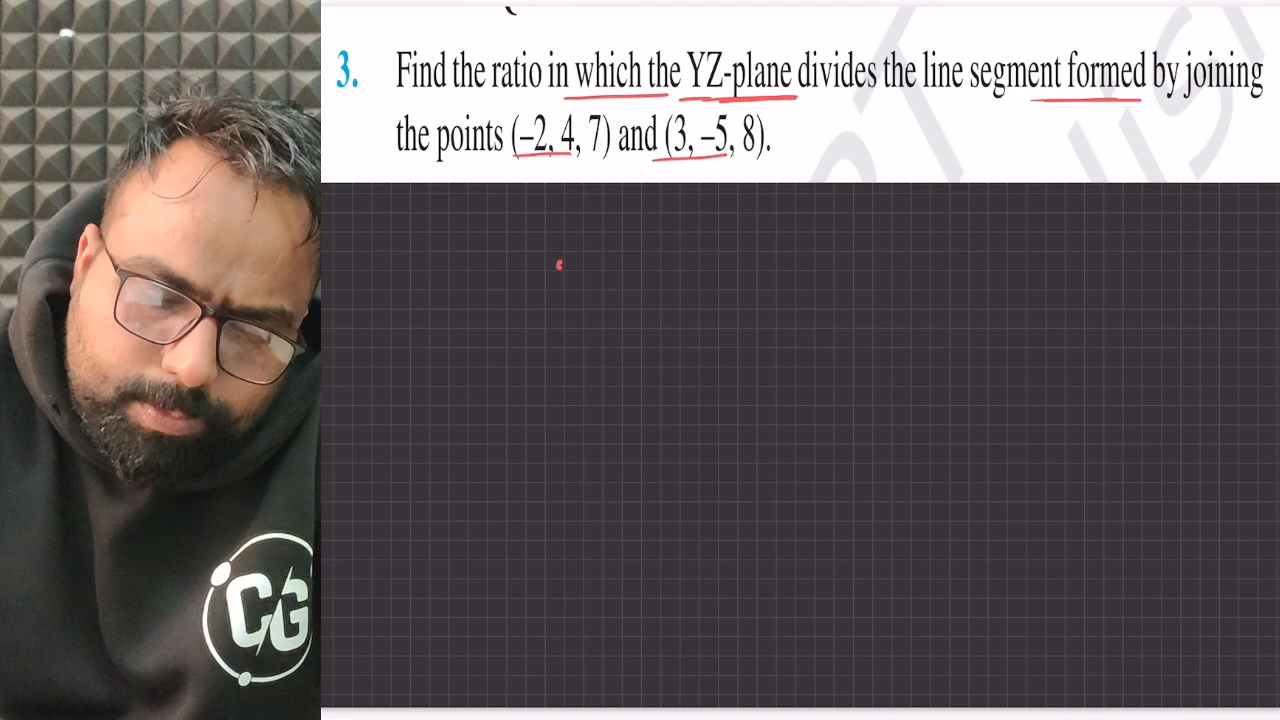 3. Find the ratio in which the YZ-plane divides the line segment formed by joining
the points (–2, 4, 7) and (3, –5, 8).
CG